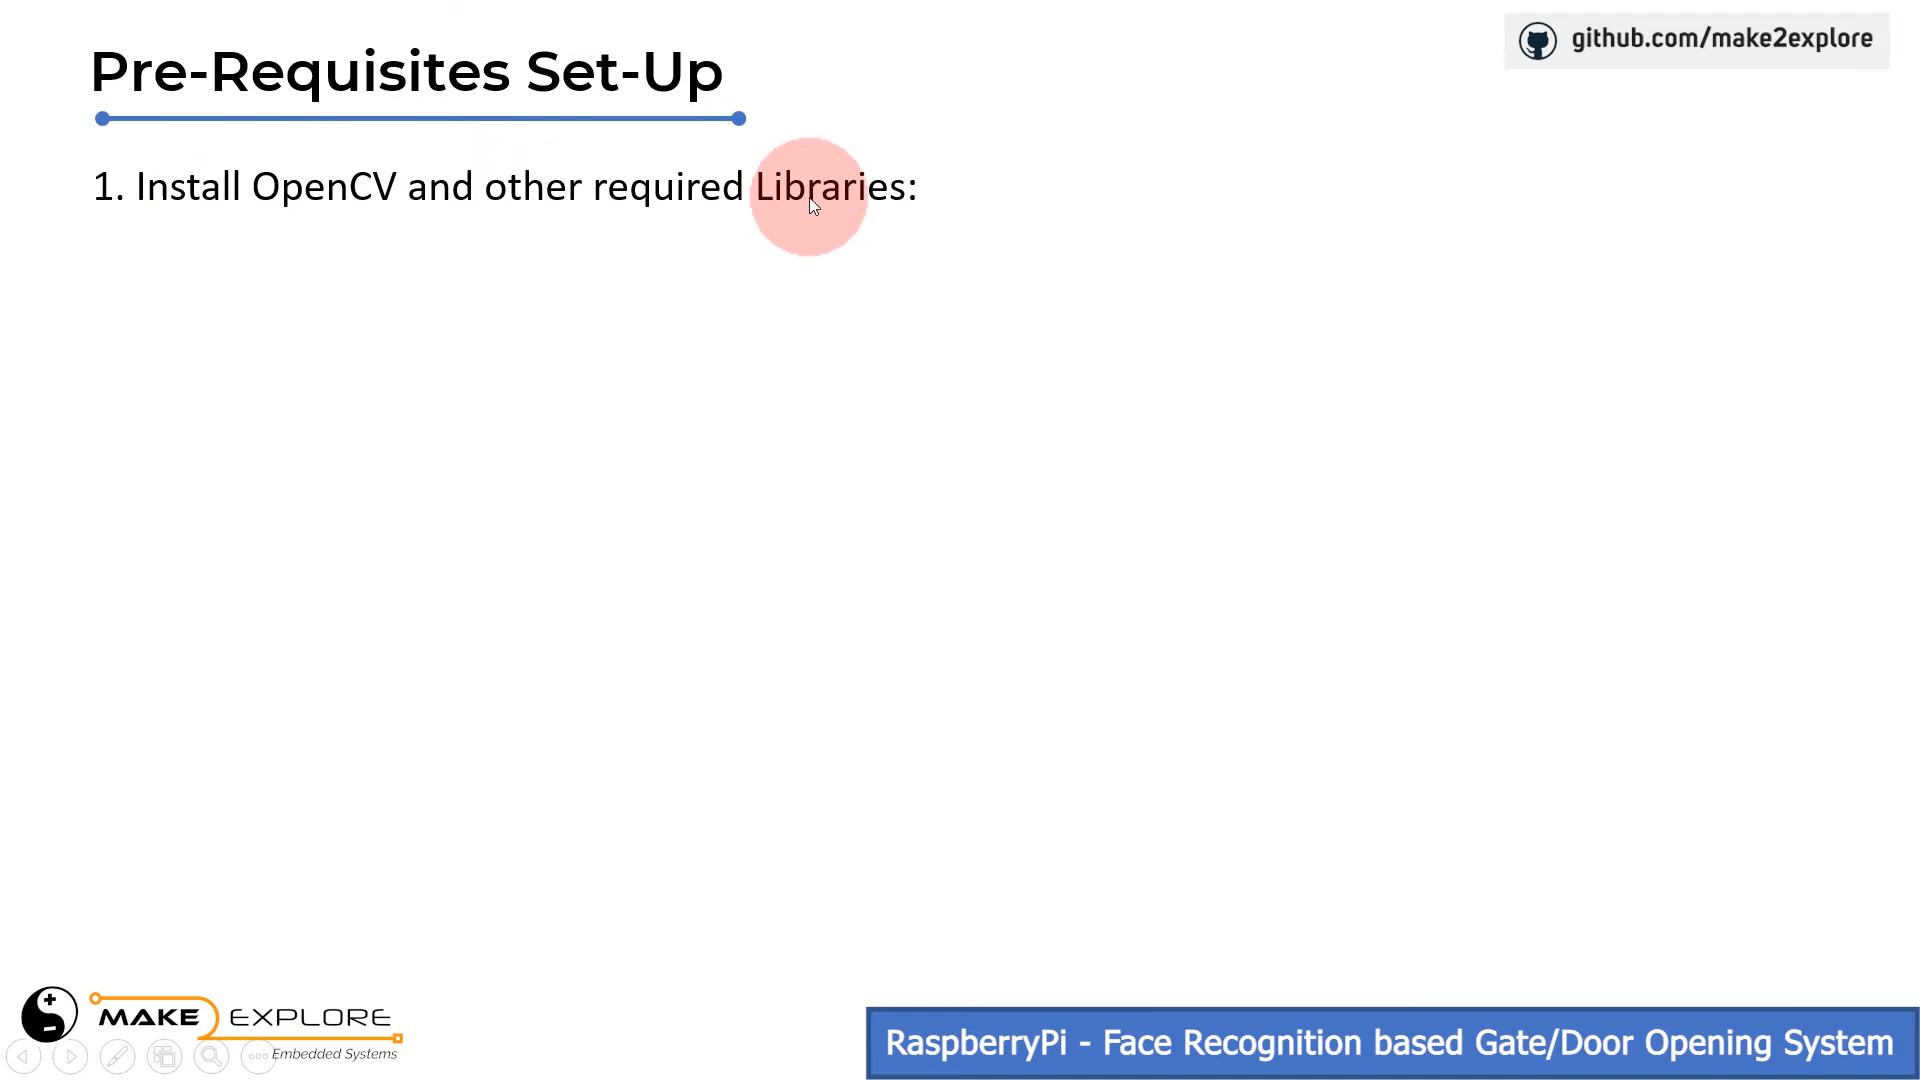 Pre-Requisites Set-Up
github.com/make2explore
1. Install OpenCV and other required Libraries:
MAKE EXPLORE
Embedded Systems
RaspberryPi - Face Recognition based Gate/Door Opening System